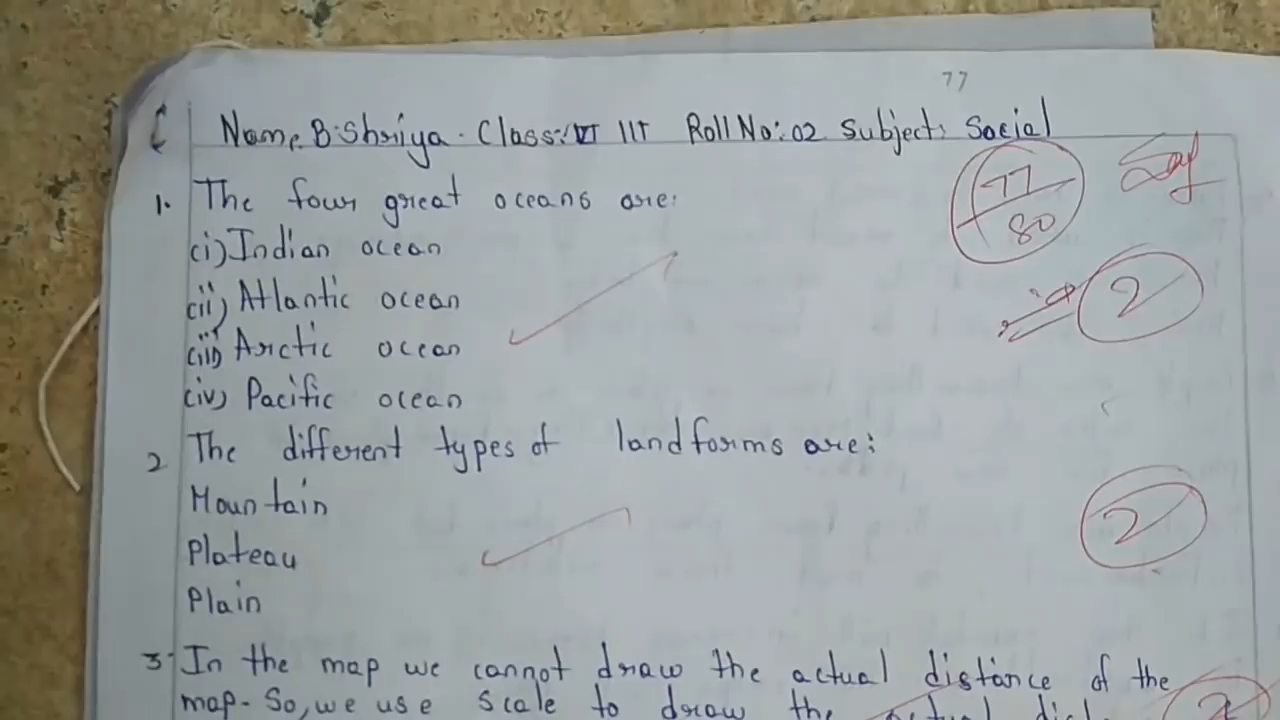 77
Name B. Shriya. Class: VI IIT Roll No: 02 Subject: Social
77
80
1. The four great oceans are:
(i) Indian ocean
(ii) Atlantic ocean
2
(iii) Arctic ocean
(iv) Pacific ocean
2 The different types of landforms are:
Mountain
2
Plateau
Plain
3. In the map we cannot draw the actual distance of the
map. So, we use scale to draw the actual